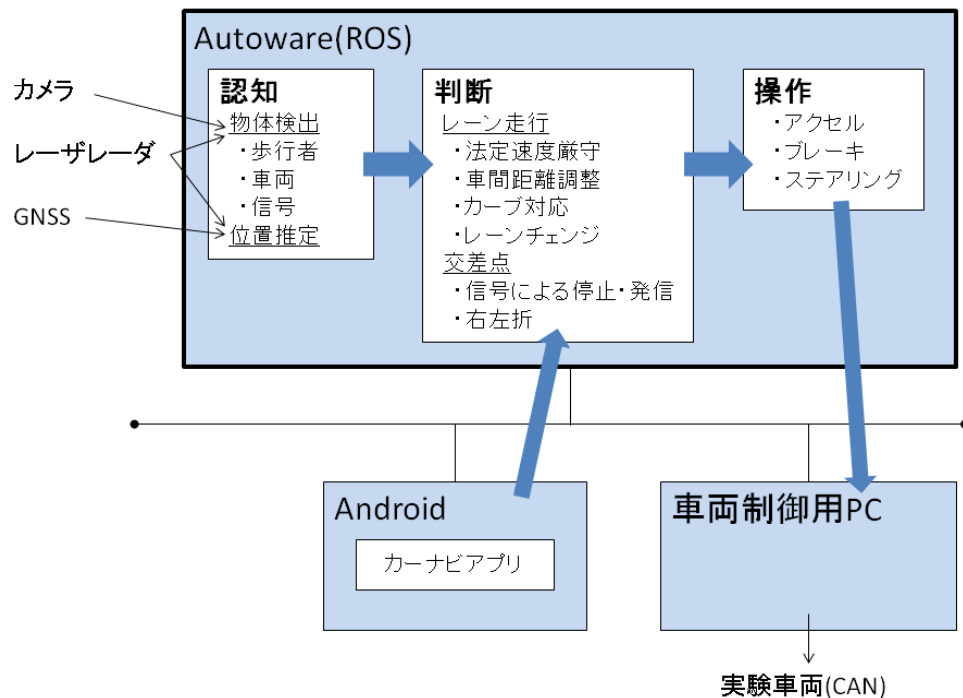 Autoware(ROS)
カメラ
レーザレーダ
GNSS
認知
物体検出
・歩行者
・車両
・信号
位置推定
判断
レーン走行
・法定速度厳守
・車間距離調整
・カーブ対応
・レーンチェンジ
交差点
・信号による停止・発信
・右左折
操作
・アクセル
・ブレーキ
・ステアリング
Android
カーナビアプリ
車両制御用PC
実験車両(CAN)